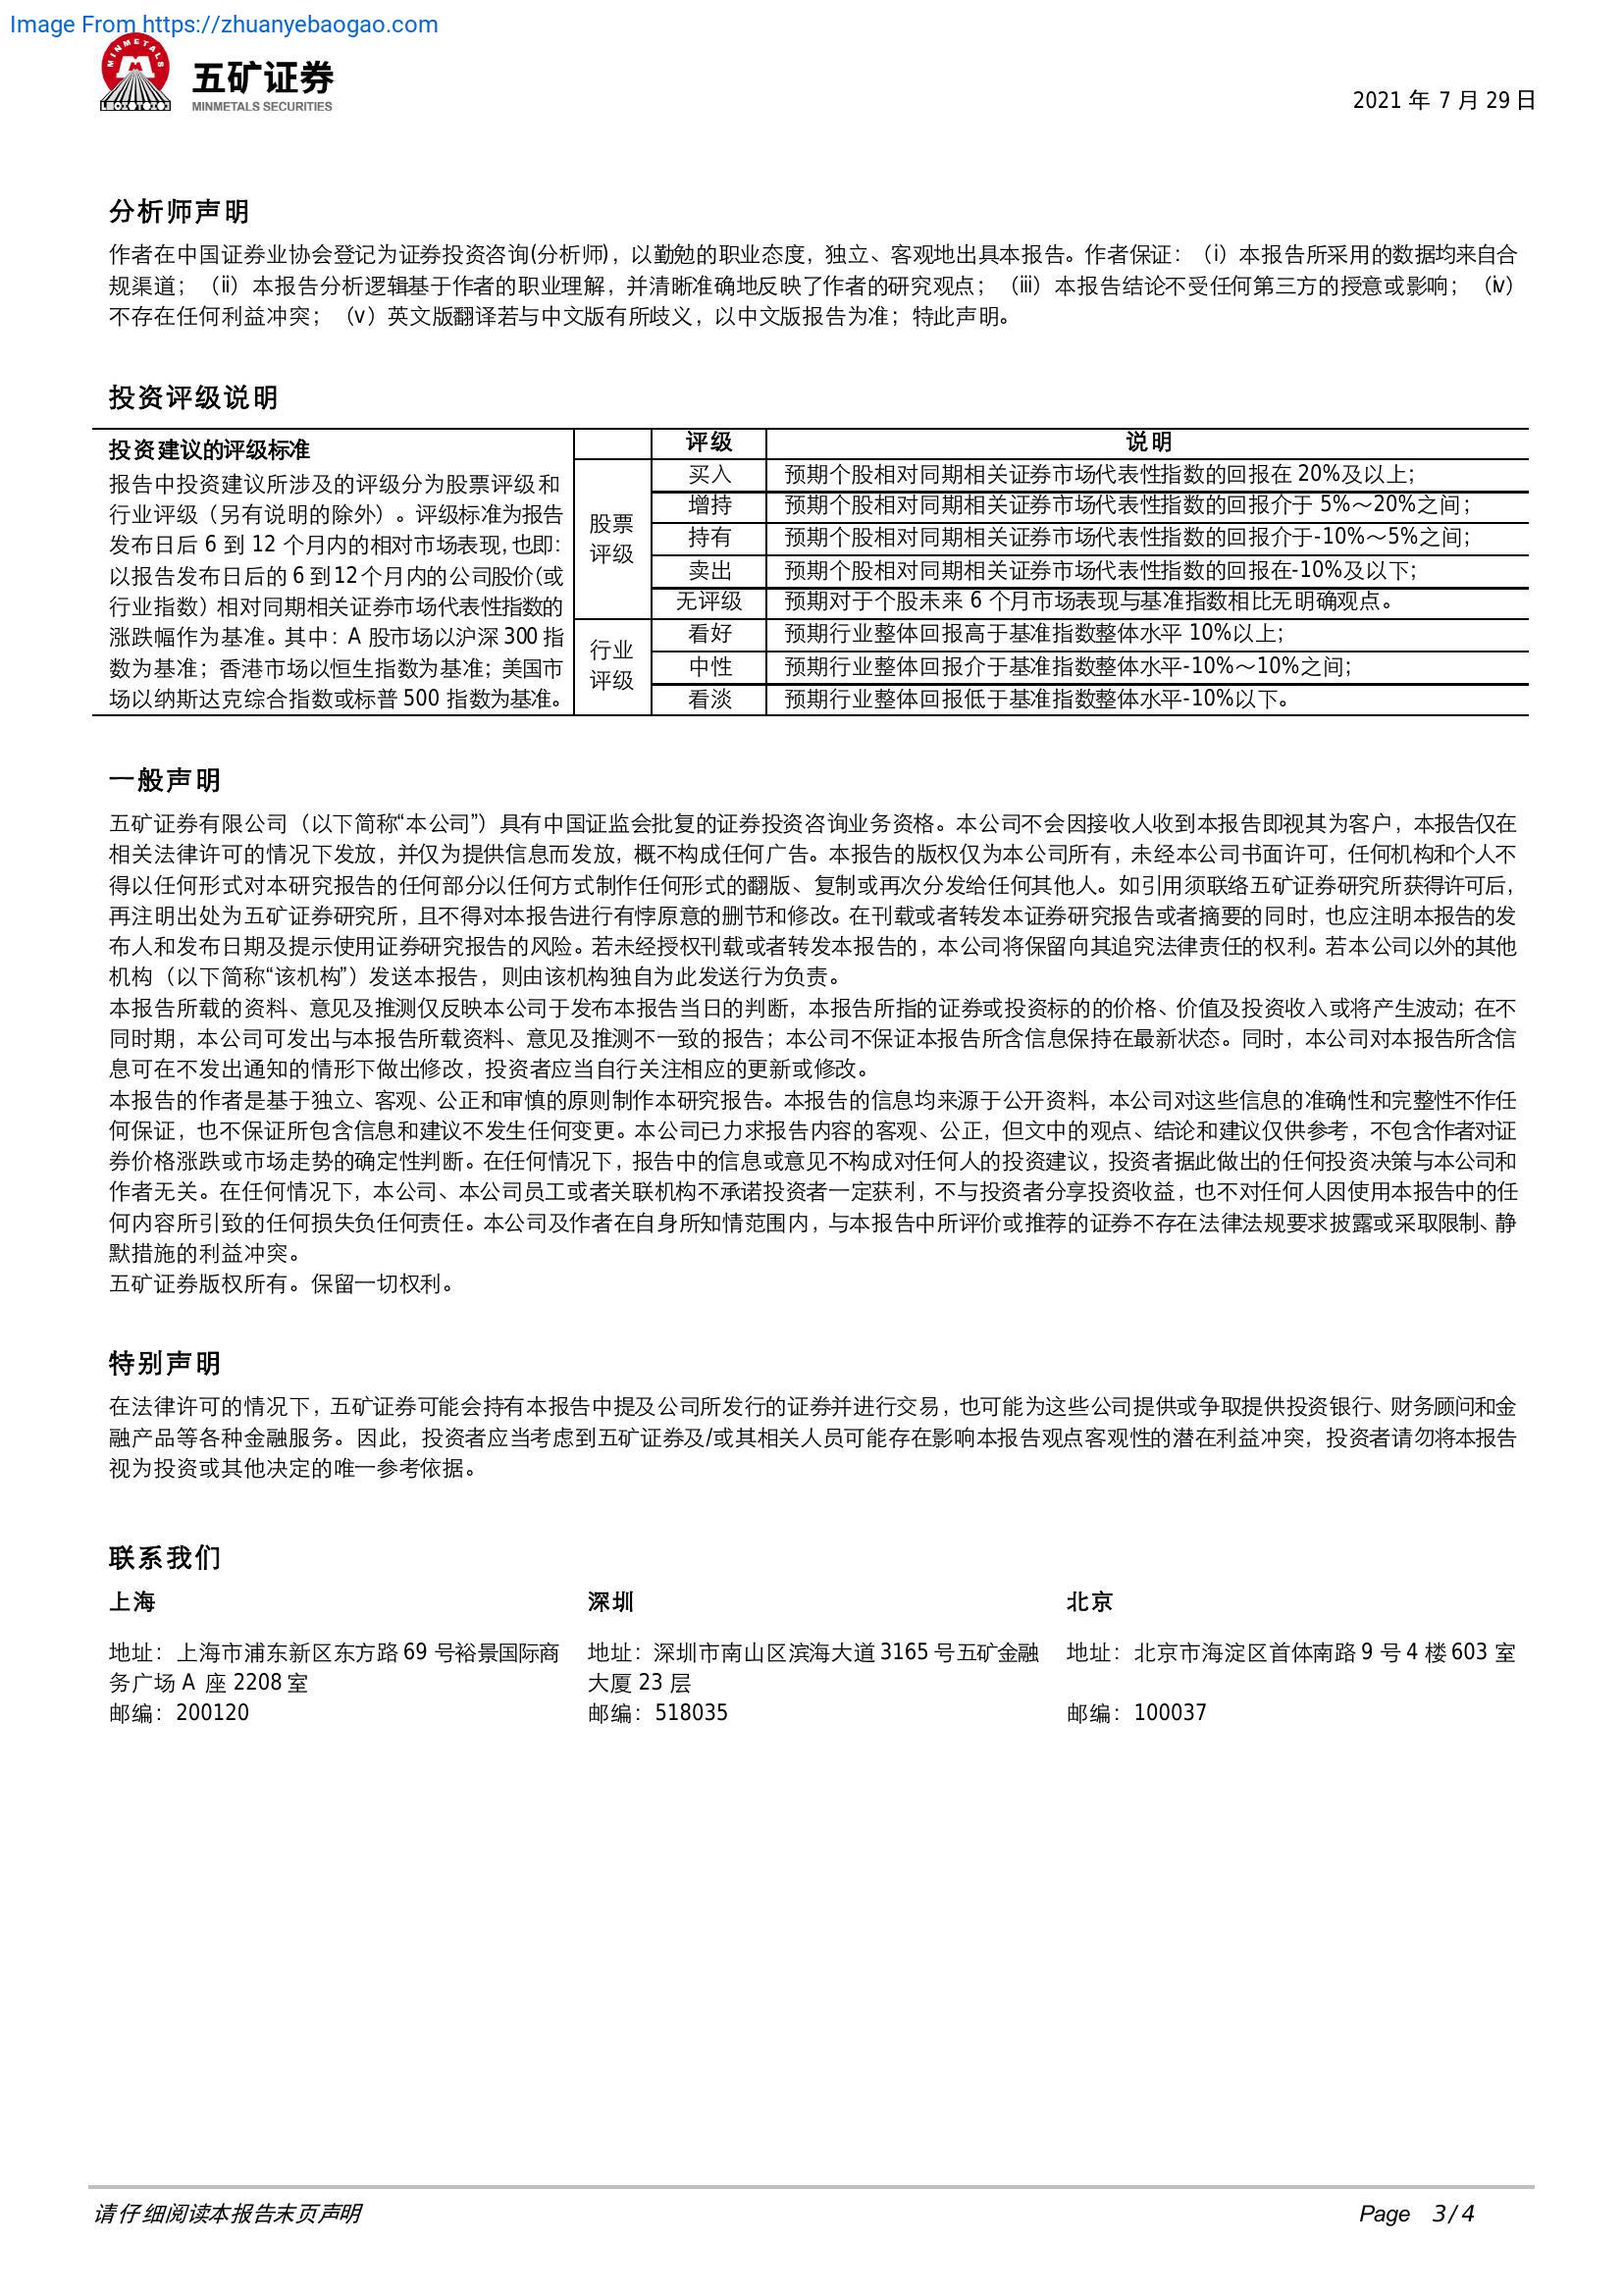 Image From https://zhuanyebaogao.com
MINMETALS
五矿证券
MINMETALS SECURITIES
2021 年 7 月 29 日
分析师声明
作者在中国证券业协会登记为证券投资咨询(分析师)，以勤勉的职业态度，独立、客观地出具本报告。作者保证：（i）本报告所采用的数据均来自合
规渠道；（ii）本报告分析逻辑基于作者的职业理解，并清晰准确地反映了作者的研究观点；（iii）本报告结论不受任何第三方的授意或影响；（iv）
不存在任何利益冲突；（v）英文版翻译若与中文版有所歧义，以中文版报告为准；特此声明。
投资评级说明
投资建议的评级标准
报告中投资建议所涉及的评级分为股票评级和
行业评级（另有说明的除外）。评级标准为报告
发布日后 6 到 12 个月内的相对市场表现，也即：
以报告发布日后的 6 到 12 个月内的公司股价（或
行业指数）相对同期相关证券市场代表性指数的
涨跌幅作为基准。其中：A 股市场以沪深 300 指
数为基准；香港市场以恒生指数为基准；美国市
场以纳斯达克综合指数或标普 500 指数为基准。
评级 说明
股票
评级
买入 预期个股相对同期相关证券市场代表性指数的回报在 20%及以上；
增持 预期个股相对同期相关证券市场代表性指数的回报介于 5%～20%之间；
持有 预期个股相对同期相关证券市场代表性指数的回报介于-10%～5%之间；
卖出 预期个股相对同期相关证券市场代表性指数的回报在-10%及以下；
无评级 预期对于个股未来 6 个月市场表现与基准指数相比无明确观点。
行业
评级
看好 预期行业整体回报高于基准指数整体水平 10%以上；
中性 预期行业整体回报介于基准指数整体水平-10%～10%之间；
看淡 预期行业整体回报低于基准指数整体水平-10%以下。
一般声明
五矿证券有限公司（以下简称“本公司”）具有中国证监会批复的证券投资咨询业务资格。本公司不会因接收人收到本报告即视其为客户，本报告仅在
相关法律许可的情况下发放，并仅为提供信息而发放，概不构成任何广告。本报告的版权仅为本公司所有，未经本公司书面许可，任何机构和个人不
得以任何形式对本研究报告的任何部分以任何方式制作任何形式的翻版、复制或再次分发给任何其他人。如引用须联络五矿证券研究所获得许可后，
再注明出处为五矿证券研究所，且不得对本报告进行有悖原意的删节和修改。在刊载或者转发本证券研究报告或者摘要的同时，也应注明本报告的发
布人和发布日期及提示使用证券研究报告的风险。若未经授权刊载或者转发本报告的，本公司将保留向其追究法律责任的权利。若本公司以外的其他
机构（以下简称“该机构”）发送本报告，则由该机构独自为此发送行为负责。
本报告所载的资料、意见及推测仅反映本公司于发布本报告当日的判断，本报告所指的证券或投资标的的价格、价值及投资收入或将产生波动；在不
同时期，本公司可发出与本报告所载资料、意见及推测不一致的报告；本公司不保证本报告所含信息保持在最新状态。同时，本公司对本报告所含信
息可在不发出通知的情形下做出修改，投资者应当自行关注相应的更新或修改。
本报告的作者是基于独立、客观、公正和审慎的原则制作本研究报告。本报告的信息均来源于公开资料，本公司对这些信息的准确性和完整性不作任
何保证，也不保证所包含信息和建议不发生任何变更。本公司已力求报告内容的客观、公正，但文中的观点、结论和建议仅供参考，不包含作者对证
券价格涨跌或市场走势的确定性判断。在任何情况下，报告中的信息或意见不构成对任何人的投资建议，投资者据此做出的任何投资决策与本公司和
作者无关。在任何情况下，本公司、本公司员工或者关联机构不承诺投资者一定获利，不与投资者分享投资收益，也不对任何人因使用本报告中的任
何内容所引致的任何损失负任何责任。本公司及作者在自身所知情范围内，与本报告中所评价或推荐的证券不存在法律法规要求披露或采取限制、静
默措施的利益冲突。
五矿证券版权所有。保留一切权利。
特别声明
在法律许可的情况下，五矿证券可能会持有本报告中提及公司所发行的证券并进行交易，也可能为这些公司提供或争取提供投资银行、财务顾问和金
融产品等各种金融服务。因此，投资者应当考虑到五矿证券及/或其相关人员可能存在影响本报告观点客观性的潜在利益冲突，投资者请勿将本报告
视为投资或其他决定的唯一参考依据。
联系我们
上海
地址：上海市浦东新区东方路 69 号裕景国际商
务广场 A 座 2208 室
邮编：200120
深圳
地址：深圳市南山区滨海大道 3165 号五矿金融
大厦 23 层
邮编：518035
北京
地址：北京市海淀区首体南路 9 号 4 楼 603 室
邮编：100037
请仔细阅读本报告末页声明
Page 3/4